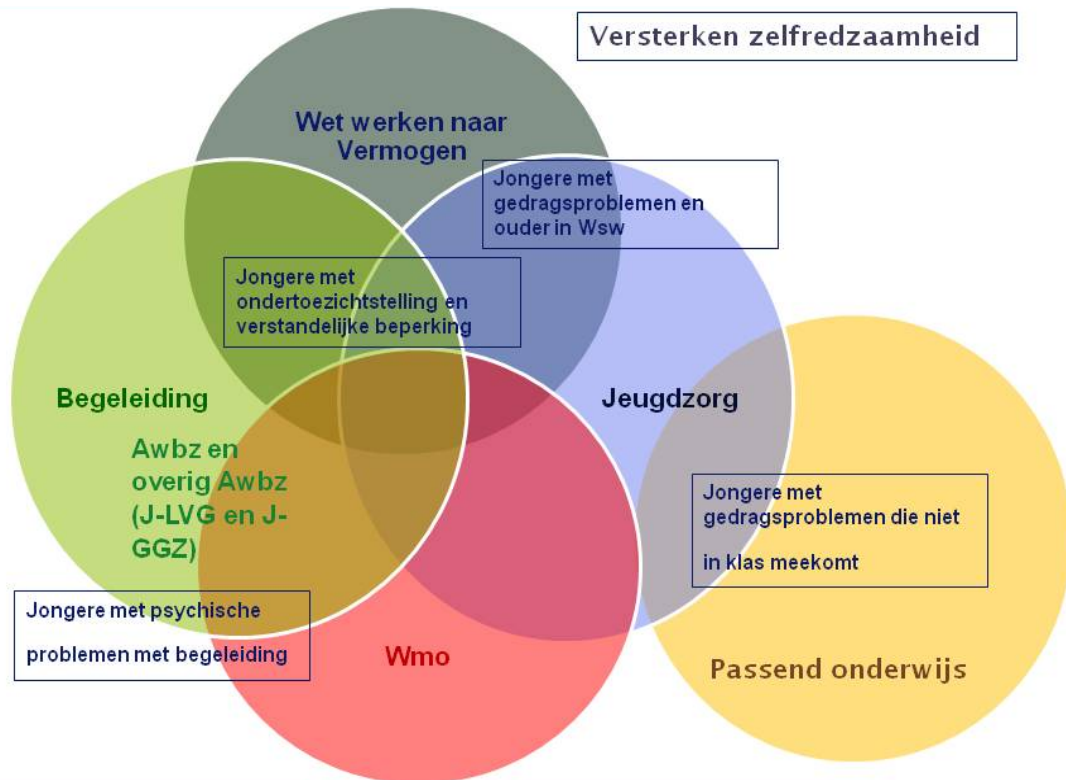 Versterken zelfredzaamheid
Wet werken naar
Vermogen
Jongere met
gedragsproblemen en
ouder in Wsw
Jongere met
ondertoezichtstelling en
verstandelijke beperking
Begeleiding
Awbz en
overig Awbz
(J-LVG en J-
GGZ)
Jeugdzorg
Jongere met
gedragsproblemen die niet
in klas meekomt
Jongere met psychische
problemen met begeleiding
Wmo
Passend onderwijs